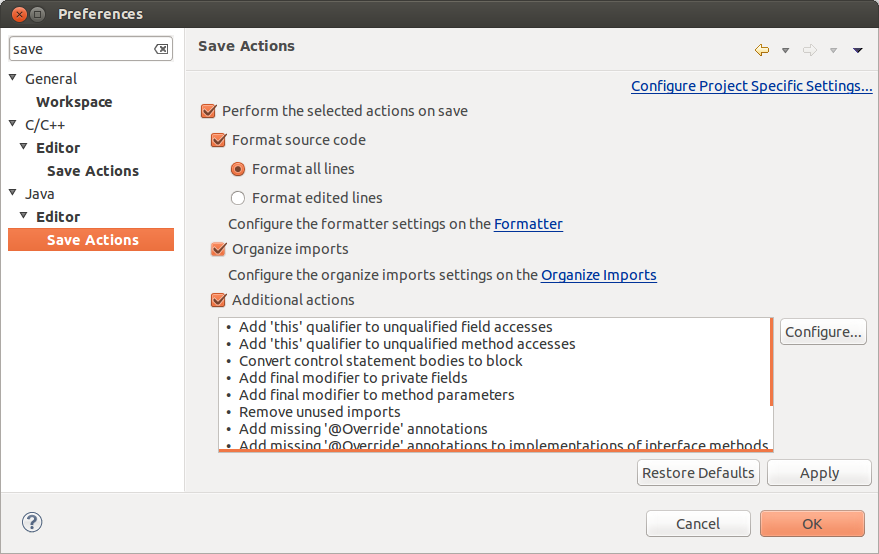 Preferences
save
General
Workspace
C/C++
Editor
Save Actions
Java
Editor
Save Actions
Save Actions
Configure Project Specific Settings...
Perform the selected actions on save
Format source code
Format all lines
Format edited lines
Configure the formatter settings on the Formatter
Organize imports
Configure the organize imports settings on the Organize Imports
Additional actions
• Add 'this' qualifier to unqualified field accesses
• Add 'this' qualifier to unqualified method accesses
• Convert control statement bodies to block
• Add final modifier to private fields
• Add final modifier to method parameters
• Remove unused imports
• Add missing '@Override' annotations
• Add missing '@Override' annotations to implementations of interface methods
Configure...
Restore Defaults
Apply
?
Cancel
OK